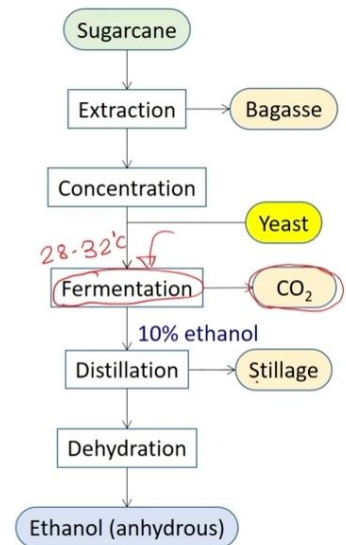 Sugarcane
Extraction
Bagasse
Concentration
Yeast
28-32°C
Fermentation
CO₂
10% ethanol
Distillation
Stillage
Dehydration
Ethanol (anhydrous)